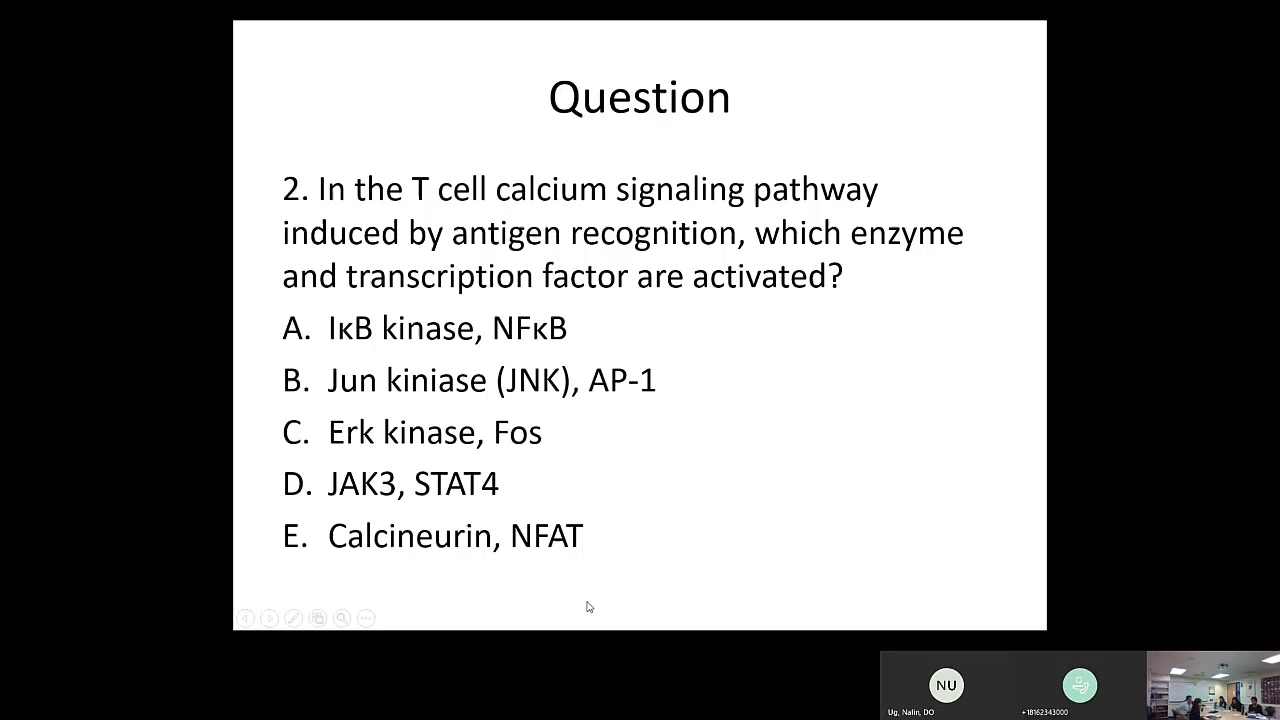 Question
2. In the T cell calcium signaling pathway
induced by antigen recognition, which enzyme
and transcription factor are activated?
A. IκB kinase, NFκB
B. Jun kiniase (JNK), AP-1
C. Erk kinase, Fos
D. JAK3, STAT4
E. Calcineurin, NFAT
NU
Ug, Nalin, DO
+18162343000